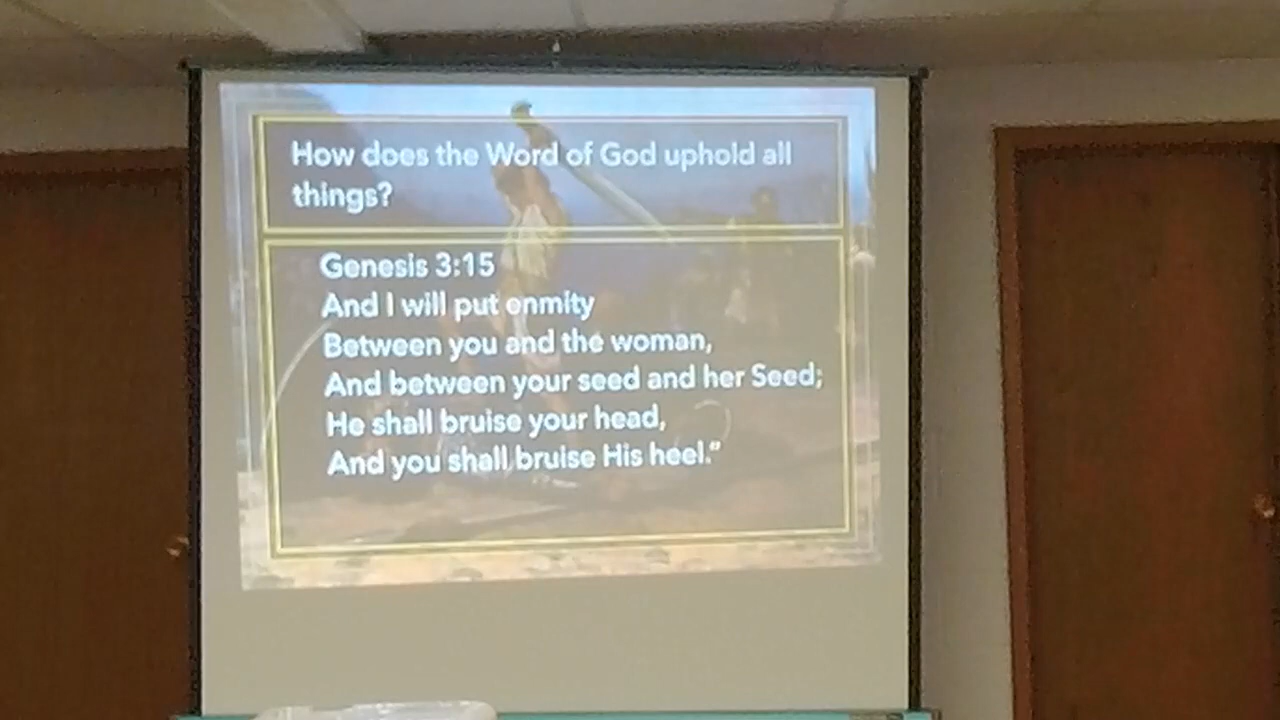 How does the Word of God uphold all
things?
Genesis 3:15
And I will put enmity
Between you and the woman,
And between your seed and her Seed;
He shall bruise your head,
And you shall bruise His heel.”